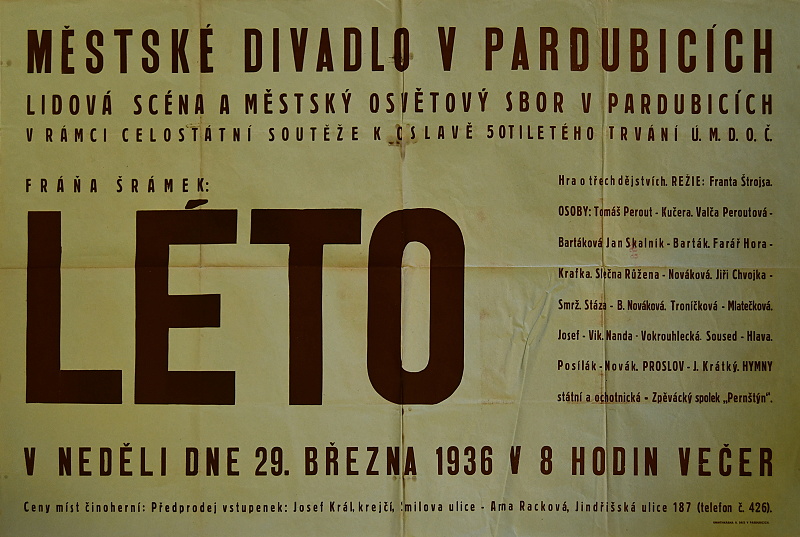 MĚSTSKÉ DIVADLO V PARDUBICÍCH
LIDOVÁ SCÉNA A MĚSTSKÝ OSVĚTOVÝ SBOR V PARDUBICÍCH
V RÁMCI CELOSTÁTNÍ SOUTĚŽE K OSLAVĚ 50TILETÉHO TRVÁNÍ Ú. M. D. O. Č.
FRÁŇA ŠRÁMEK:
LÉTO
Hra o třech dějstvích. REŽIE: Franta Štrojsa.
OSOBY: Tomáš Perout - Kučera. Valča Peroutová -
Bartáková Jan Skalník - Barták. Farář Hora -
Krafka. Slečna Růžena - Nováková. Jiří Chvojka -
Smrž. Stáza - B. Nováková. Troníčková - Mlatečková.
Josef - Vik. Nanda - Vokrouhlecká. Soused - Hlava.
Posílák - Novák. PROSLOV - J. Krátký. HYMNY
státní a ochotnická - Zpěvácký spolek „Pernštýn".
V NEDĚLI DNE 29. BŘEZNA 1936 V 8 HODIN VEČER
Ceny míst činoherní: Předprodej vstupenek: Josef Král, krejčí, Smilova ulice - Ama Racková, Jindřišská ulice 187 (telefon č. 426).